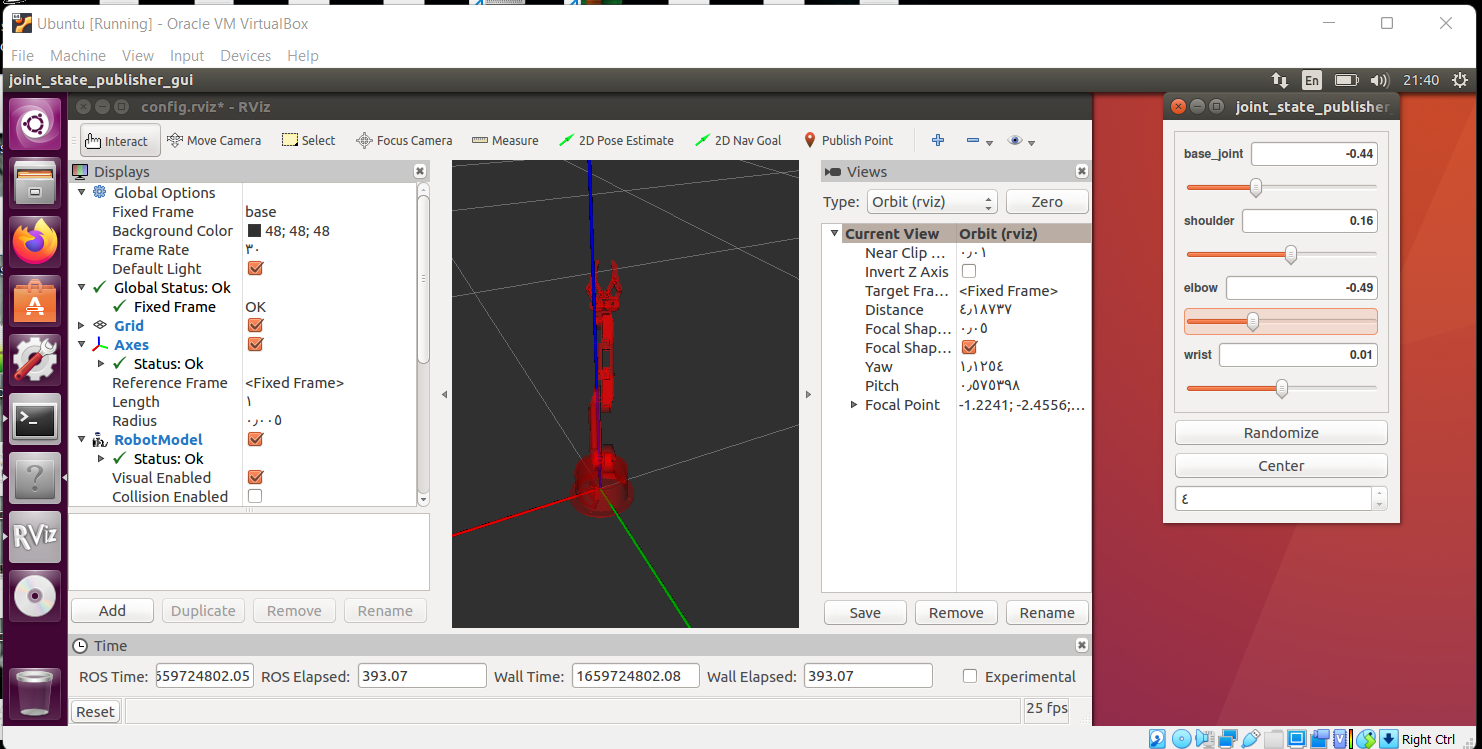 Ubuntu [Running] - Oracle VM VirtualBox
File Machine View Input Devices Help
joint_state_publisher_gui En 21:40
config.rviz* - RViz
Interact Move Camera Select Focus Camera Measure 2D Pose Estimate 2D Nav Goal Publish Point
Displays
Global Options
Fixed Frame base
Background Color 48; 48; 48
Frame Rate ٣٠
Default Light
Global Status: Ok
Fixed Frame OK
Grid
Axes
Status: Ok
Reference Frame <Fixed Frame>
Length ١
Radius ٠٫٠٠٥
RobotModel
Status: Ok
Visual Enabled
Collision Enabled
Add Duplicate Remove Rename
Views
Type: Orbit (rviz) Zero
Current View Orbit (rviz)
Near Clip ... ٠٫٠١
Invert Z Axis
Target Fra... <Fixed Frame>
Distance ٤٫١٨٧٣٧
Focal Shap... ٠٫٠٥
Focal Shap...
Yaw ١٫١٢٥٤
Pitch ٠٫٥٧٥٣٩٨
Focal Point -1.2241; -2.4556;...
Save Remove Rename
joint_state_publisher
base_joint -0.44
shoulder 0.16
elbow -0.49
wrist 0.01
Randomize
Center
٤
Time
ROS Time: 659724802.05 ROS Elapsed: 393.07 Wall Time: 1659724802.08 Wall Elapsed: 393.07 Experimental
Reset 25 fps
RViz
Right Ctrl